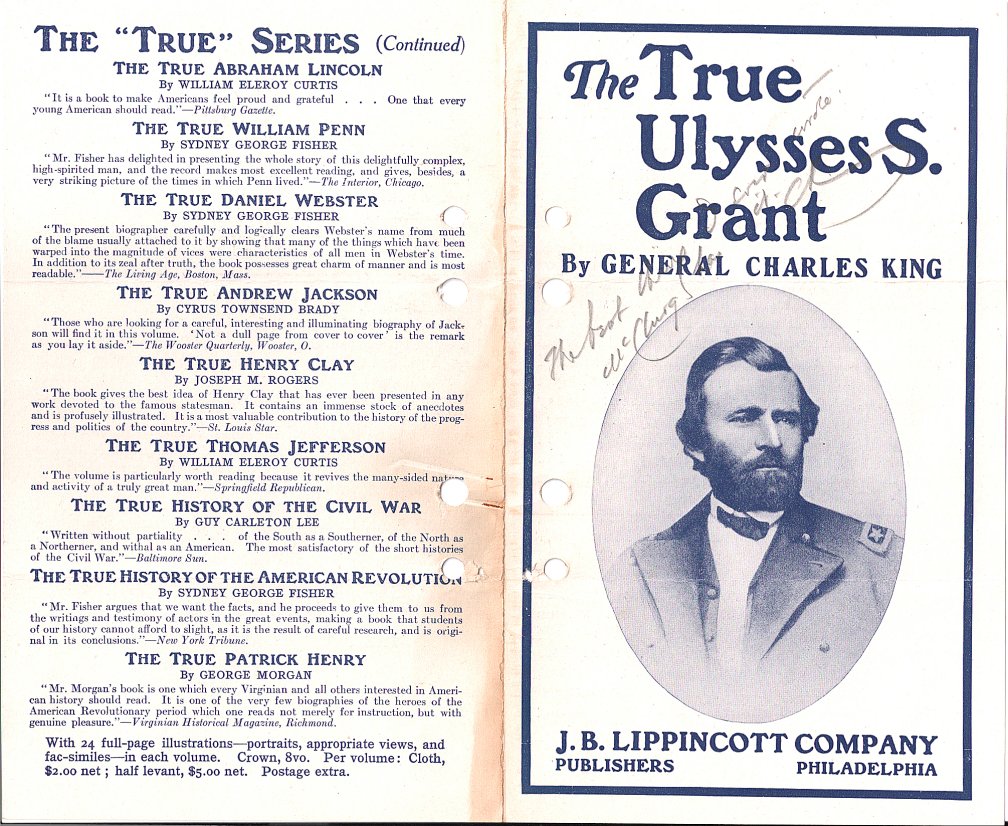 THE "TRUE" SERIES (Continued)
THE TRUE ABRAHAM LINCOLN
By WILLIAM ELEROY CURTIS
"It is a book to make Americans feel proud and grateful . . . One that every
young American should read."—Pittsburg Gazette.
THE TRUE WILLIAM PENN
By SYDNEY GEORGE FISHER
"Mr. Fisher has delighted in presenting the whole story of this delightfully complex,
high-spirited man, and the record makes most excellent reading, and gives, besides, a
very striking picture of the times in which Penn lived."—The Interior, Chicago.
THE TRUE DANIEL WEBSTER
By SYDNEY GEORGE FISHER
"The present biographer carefully and logically clears Webster's name from much
of the blame usually attached to it by showing that many of the things which have been
warped into the magnitude of vices were characteristics of all men in Webster's time.
In addition to its zeal after truth, the book possesses great charm of manner and is most
readable."——The Living Age, Boston, Mass.
THE TRUE ANDREW JACKSON
By CYRUS TOWNSEND BRADY
"Those who are looking for a careful, interesting and illuminating biography of Jack-
son will find it in this volume. 'Not a dull page from cover to cover' is the remark
as you lay it aside."—The Wooster Quarterly, Wooster, O.
THE TRUE HENRY CLAY
By JOSEPH M. ROGERS
"The book gives the best idea of Henry Clay that has ever been presented in any
work devoted to the famous statesman. It contains an immense stock of anecdotes
and is profusely illustrated. It is a most valuable contribution to the history of the prog-
ress and politics of the country."—St. Louis Star.
THE TRUE THOMAS JEFFERSON
By WILLIAM ELEROY CURTIS
"The volume is particularly worth reading because it revives the many-sided nature
and activity of a truly great man."—Springfield Republican.
THE TRUE HISTORY OF THE CIVIL WAR
By GUY CARLETON LEE
"Written without partiality . . . of the South as a Southerner, of the North as
a Northerner, and withal as an American. The most satisfactory of the short histories
of the Civil War."—Baltimore Sun.
THE TRUE HISTORY OF THE AMERICAN REVOLUTION
By SYDNEY GEORGE FISHER
"Mr. Fisher argues that we want the facts, and he proceeds to give them to us from
the writings and testimony of actors in the great events, making a book that students
of our history cannot afford to slight, as it is the result of careful research, and is origi-
nal in its conclusions."—New York Tribune.
THE TRUE PATRICK HENRY
By GEORGE MORGAN
"Mr. Morgan's book is one which every Virginian and all others interested in Ameri-
can history should read. It is one of the very few biographies of the heroes of the
American Revolutionary period which one reads not merely for instruction, but with
genuine pleasure."—Virginian Historical Magazine, Richmond.
With 24 full-page illustrations—portraits, appropriate views, and
fac-similes—in each volume. Crown, 8vo. Per volume: Cloth,
$2.00 net; half levant, $5.00 net. Postage extra.
The True
Ulysses S.
Grant
By GENERAL CHARLES KING
The best thing
McClurg
ever wrote.
J. B. LIPPINCOTT COMPANY
PUBLISHERS PHILADELPHIA